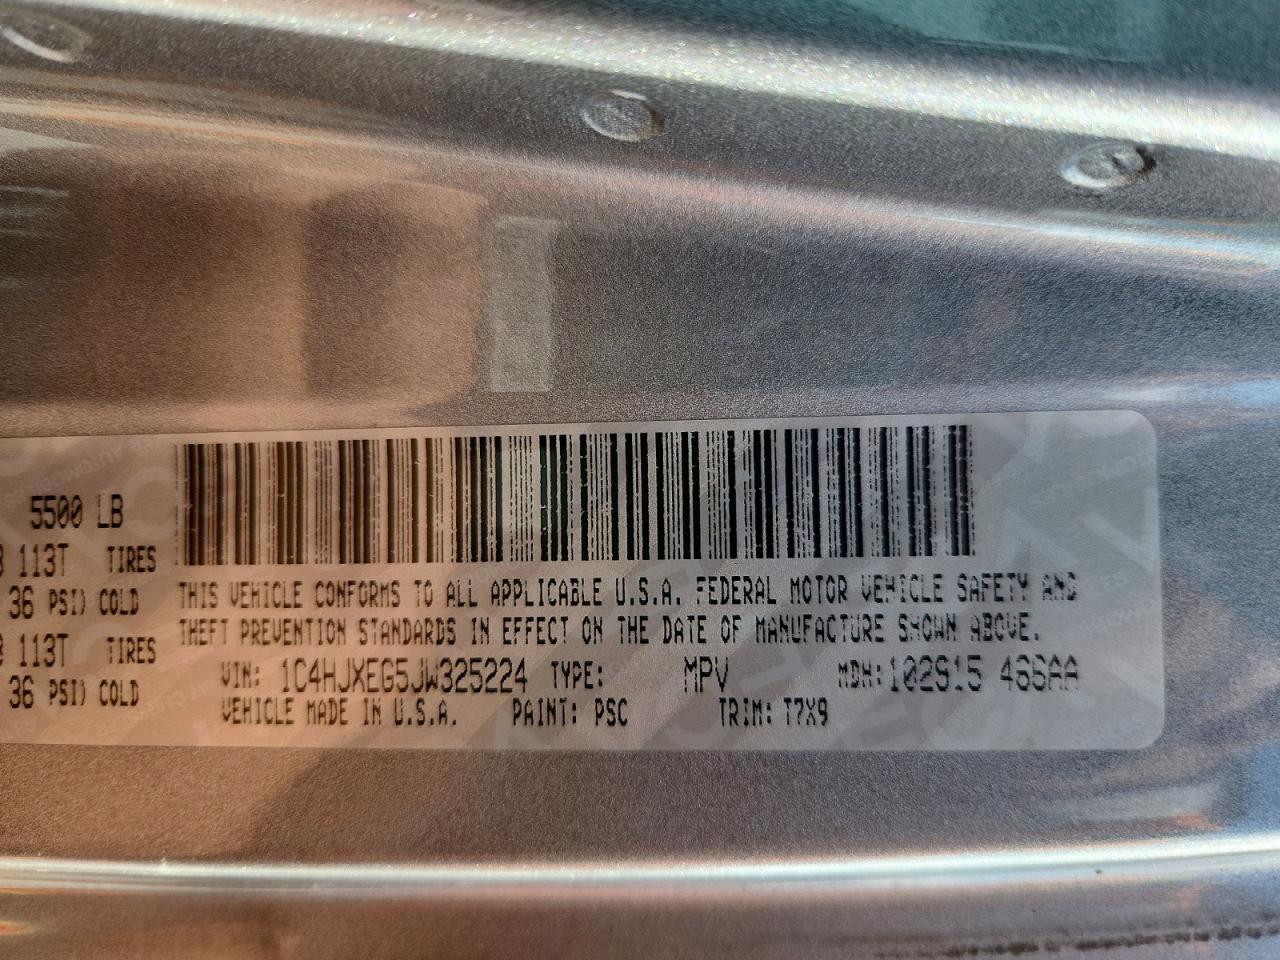 5500 LB
113T TIRES
36 PSI) COLD
113T TIRES
36 PSI) COLD
THIS VEHICLE CONFORMS TO ALL APPLICABLE U.S.A. FEDERAL MOTOR VEHICLE SAFETY AND
THEFT PREVENTION STANDARDS IN EFFECT ON THE DATE OF MANUFACTURE SHOWN ABOVE.
VIN: 1C4HJXEG5JW325224 TYPE: MPV MDH:
VEHICLE MADE IN U.S.A. PAINT: PSC TRIM: T7X9